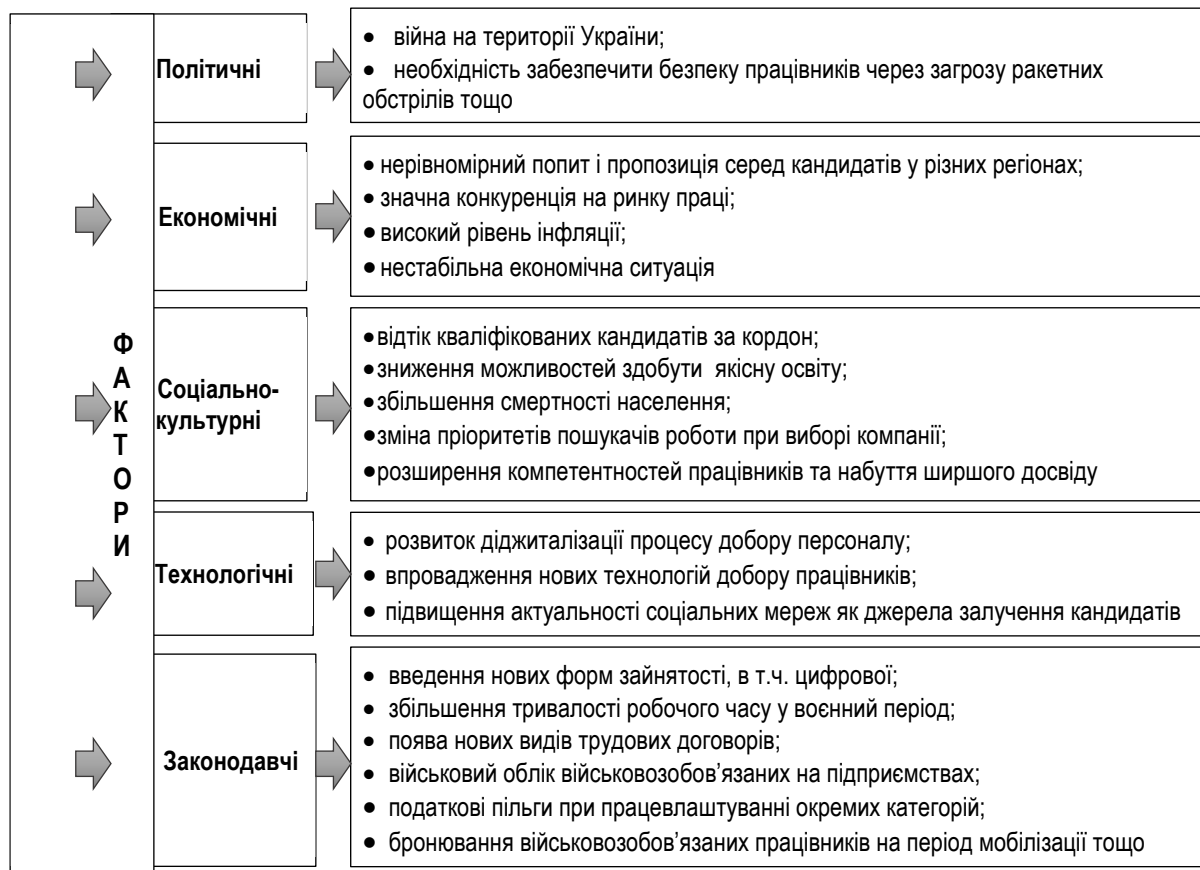 ФАКТОРИ
Політичні
• війна на території України;
• необхідність забезпечити безпеку працівників через загрозу ракетних
обстрілів тощо
Економічні
• нерівномірний попит і пропозиція серед кандидатів у різних регіонах;
• значна конкуренція на ринку праці;
• високий рівень інфляції;
• нестабільна економічна ситуація
Соціально-
культурні
• відтік кваліфікованих кандидатів за кордон;
• зниження можливостей здобути якісну освіту;
• збільшення смертності населення;
• зміна пріоритетів пошукачів роботи при виборі компанії;
• розширення компетентностей працівників та набуття ширшого досвіду
Технологічні
• розвиток діджиталізації процесу добору персоналу;
• впровадження нових технологій добору працівників;
• підвищення актуальності соціальних мереж як джерела залучення кандидатів
Законодавчі
• введення нових форм зайнятості, в т.ч. цифрової;
• збільшення тривалості робочого часу у воєнний період;
• поява нових видів трудових договорів;
• військовий облік військовозобов’язаних на підприємствах;
• податкові пільги при працевлаштуванні окремих категорій;
• бронювання військовозобов’язаних працівників на період мобілізації тощо